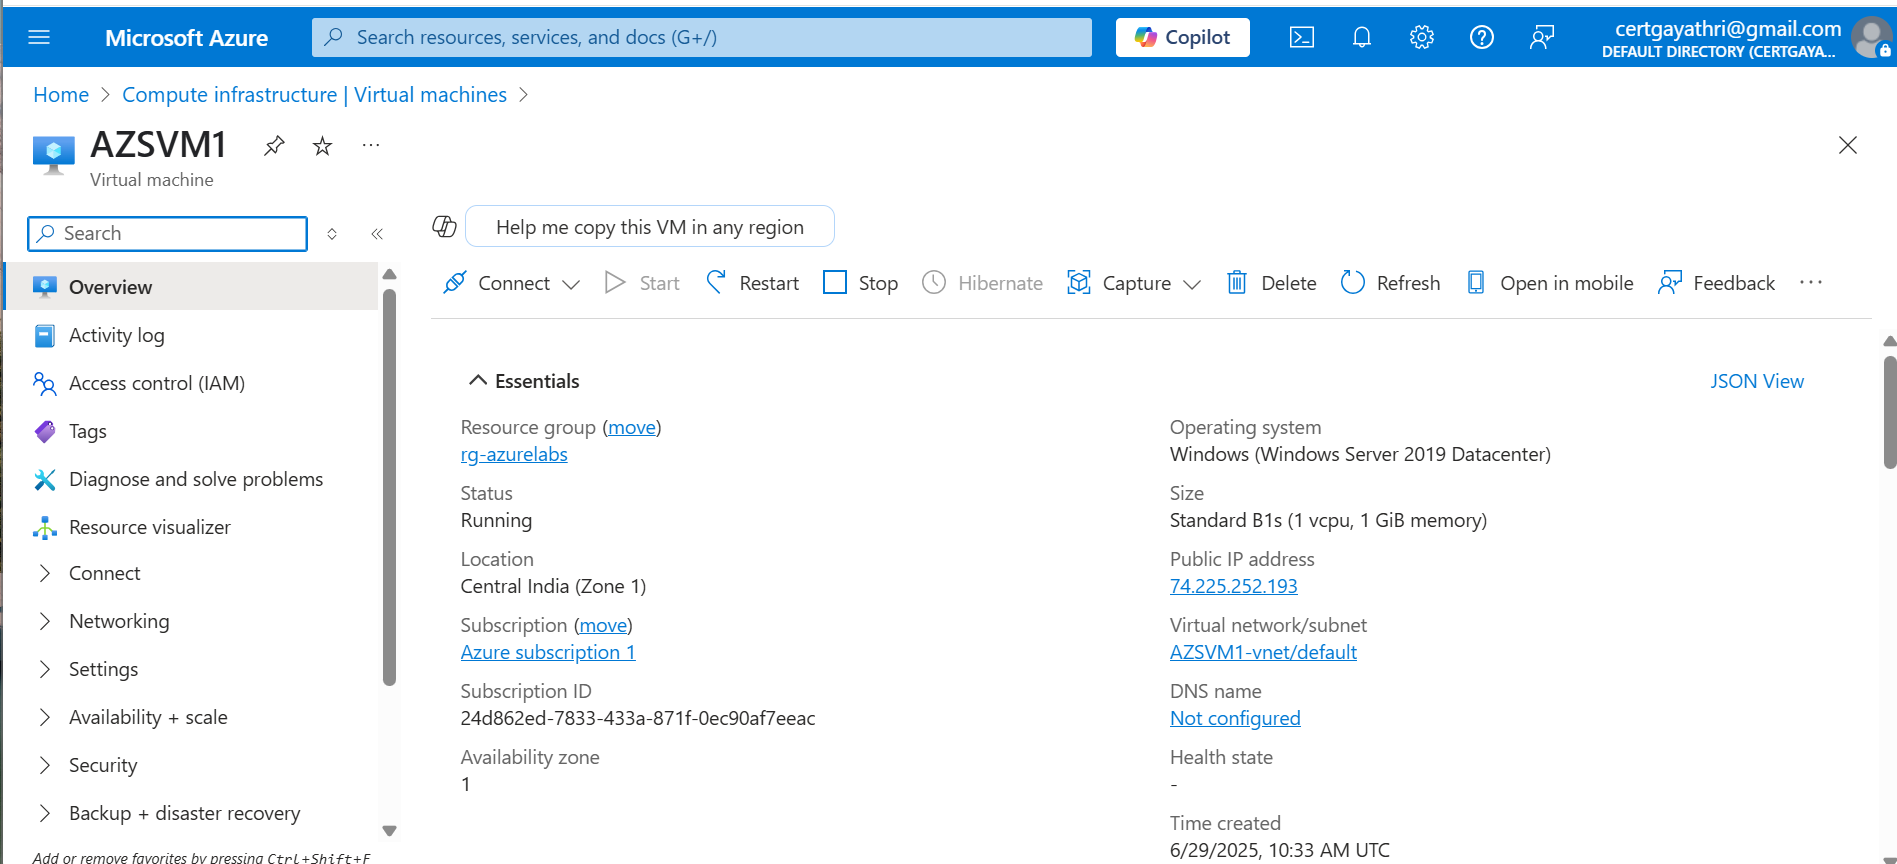 Microsoft Azure
Search resources, services, and docs (G+/)
Copilot
certgayathri@gmail.com
DEFAULT DIRECTORY (CERTGAYA...
Home > Compute infrastructure | Virtual machines >
AZSVM1
Virtual machine
Search
Overview
Activity log
Access control (IAM)
Tags
Diagnose and solve problems
Resource visualizer
Connect
Networking
Settings
Availability + scale
Security
Backup + disaster recovery
Add or remove favorites by pressing Ctrl+Shift+F
Help me copy this VM in any region
Connect Start Restart Stop Hibernate Capture Delete Refresh Open in mobile Feedback
Essentials
JSON View
Resource group (move)
rg-azurelabs
Status
Running
Location
Central India (Zone 1)
Subscription (move)
Azure subscription 1
Subscription ID
24d862ed-7833-433a-871f-0ec90af7eeac
Availability zone
1
Operating system
Windows (Windows Server 2019 Datacenter)
Size
Standard B1s (1 vcpu, 1 GiB memory)
Public IP address
74.225.252.193
Virtual network/subnet
AZSVM1-vnet/default
DNS name
Not configured
Health state
-
Time created
6/29/2025, 10:33 AM UTC